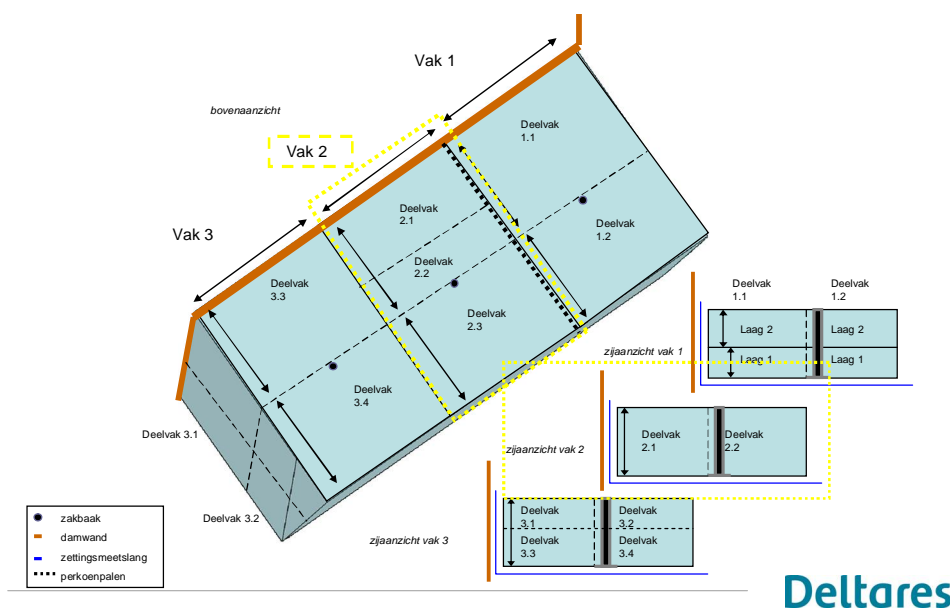 Vak 1
bovenaanzicht
Deelvak
1.1
Vak 2
Deelvak
2.1
Vak 3
Deelvak
1.2
Deelvak
2.2
Deelvak
3.3
Deelvak
2.3
Deelvak
3.4
Deelvak 3.1
Deelvak 3.2
Deelvak
1.1
Deelvak
1.2
Laag 2
Laag 2
zijaanzicht vak 1
Laag 1
Laag 1
zijaanzicht vak 2
Deelvak
2.1
Deelvak
2.2
zijaanzicht vak 3
Deelvak
3.1
Deelvak
3.2
Deelvak
3.3
Deelvak
3.4
zakbaak
damwand
zettingsmeetslang
perkoenpalen
Deltares